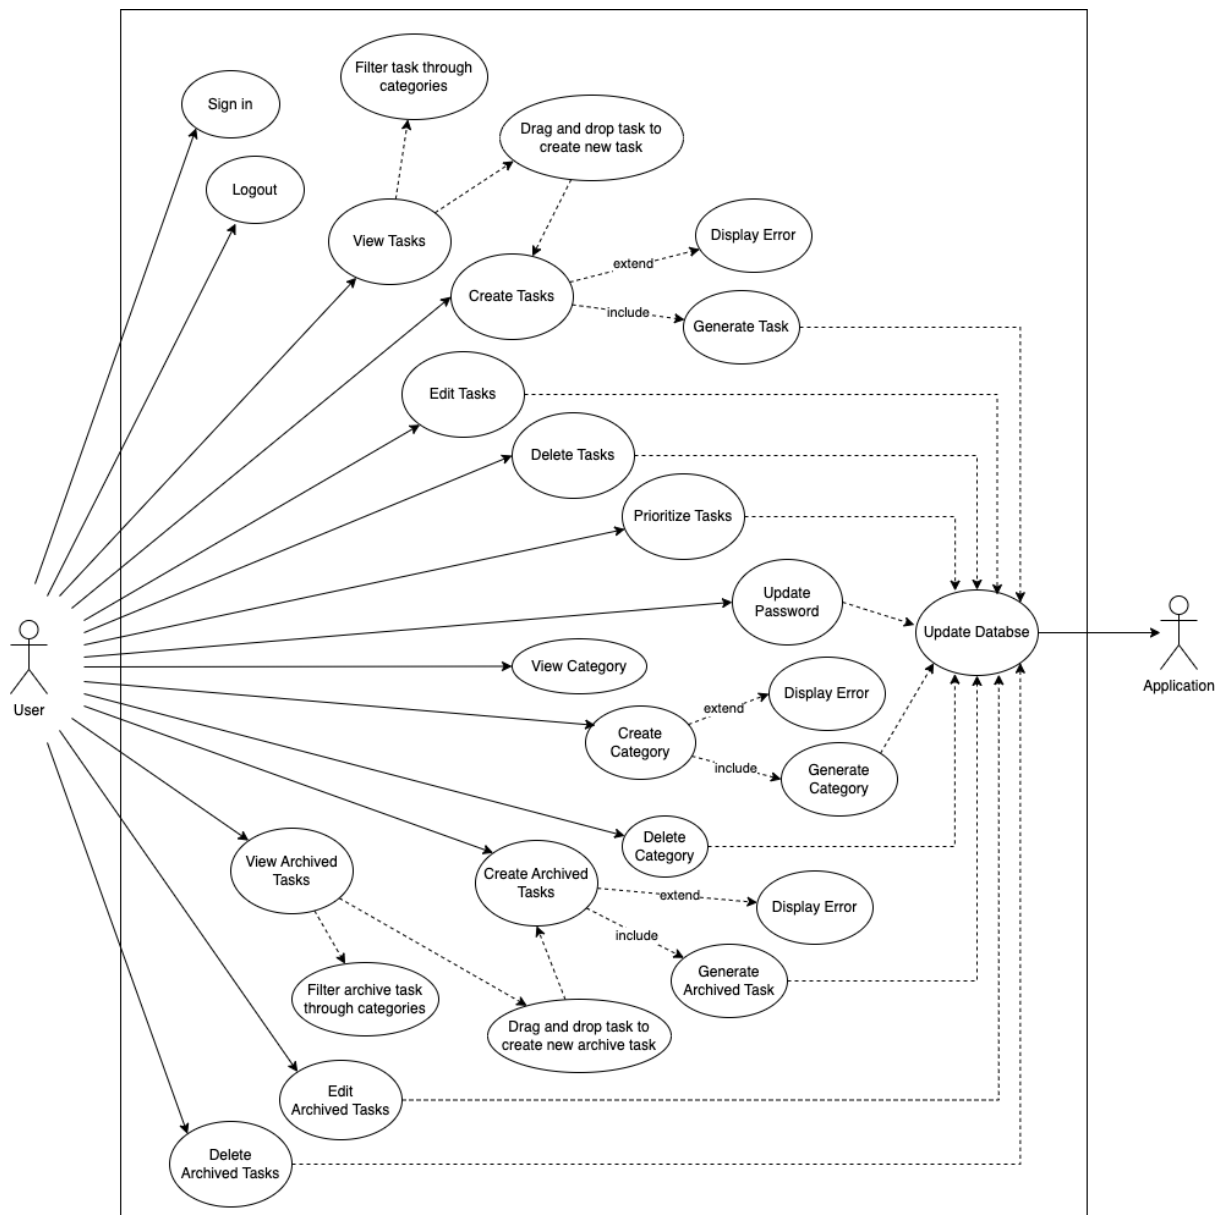 Filter task through
categories
Sign in
Drag and drop task to
create new task
Logout
View Tasks
Display Error
extend
Create Tasks
include
Generate Task
Edit Tasks
Delete Tasks
Prioritize Tasks
Update
Password
Update Databse
User
View Category
Application
Display Error
extend
Create
Category
include
Generate
Category
Delete
Category
View Archived
Tasks
Create Archived
Tasks
extend
Display Error
include
Generate
Archived Task
Filter archive task
through categories
Drag and drop task to
create new archive task
Edit
Archived Tasks
Delete
Archived Tasks